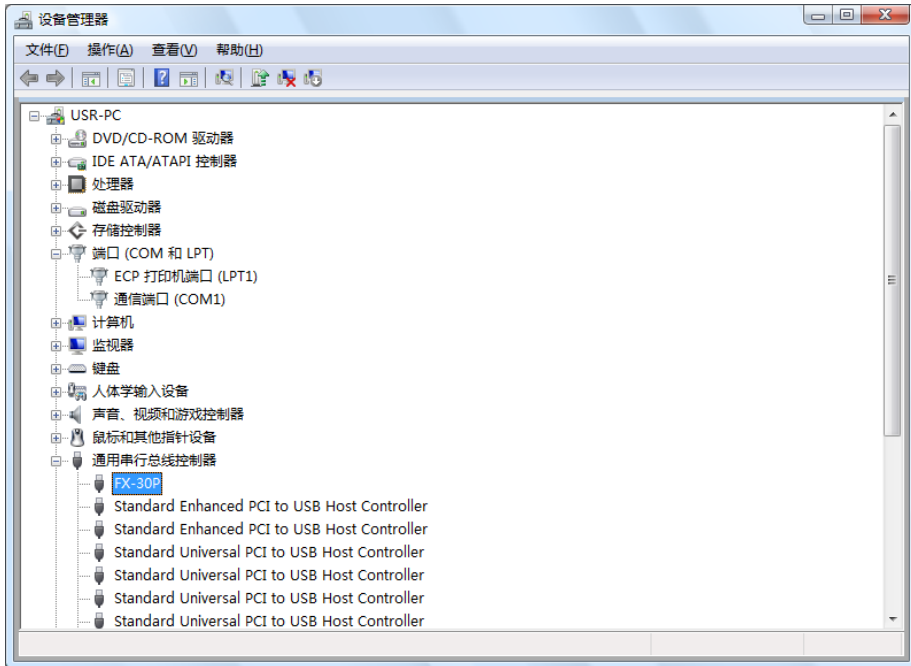 设备管理器
文件(F) 操作(A) 查看(V) 帮助(H)
USR-PC
DVD/CD-ROM 驱动器
IDE ATA/ATAPI 控制器
处理器
磁盘驱动器
存储控制器
端口 (COM 和 LPT)
ECP 打印机端口 (LPT1)
通信端口 (COM1)
计算机
监视器
键盘
人体学输入设备
声音、视频和游戏控制器
鼠标和其他指针设备
通用串行总线控制器
FX-30P
Standard Enhanced PCI to USB Host Controller
Standard Enhanced PCI to USB Host Controller
Standard Universal PCI to USB Host Controller
Standard Universal PCI to USB Host Controller
Standard Universal PCI to USB Host Controller
Standard Universal PCI to USB Host Controller